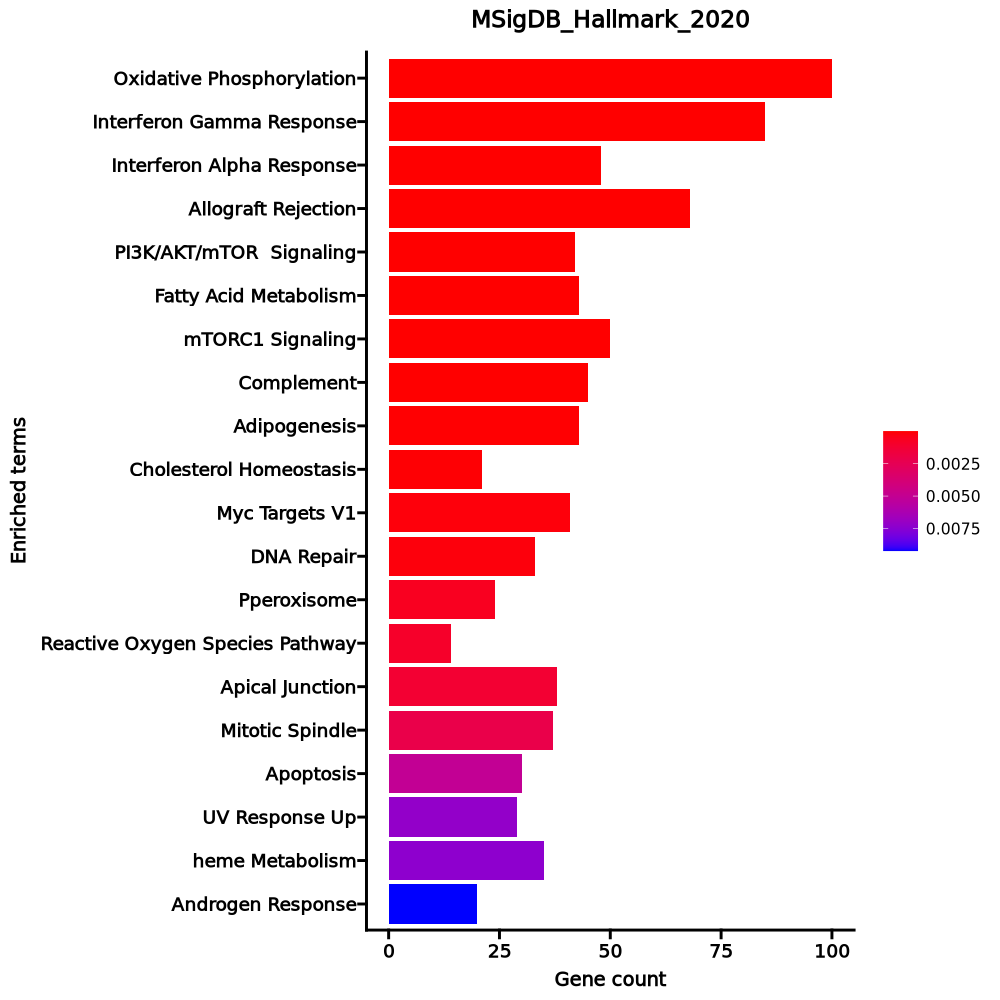 MSigDB_Hallmark_2020
Enriched terms
Oxidative Phosphorylation
Interferon Gamma Response
Interferon Alpha Response
Allograft Rejection
PI3K/AKT/mTOR  Signaling
Fatty Acid Metabolism
mTORC1 Signaling
Complement
Adipogenesis
Cholesterol Homeostasis
Myc Targets V1
DNA Repair
Pperoxisome
Reactive Oxygen Species Pathway
Apical Junction
Mitotic Spindle
Apoptosis
UV Response Up
heme Metabolism
Androgen Response
0 25 50 75 100
Gene count
0.0025
0.0050
0.0075